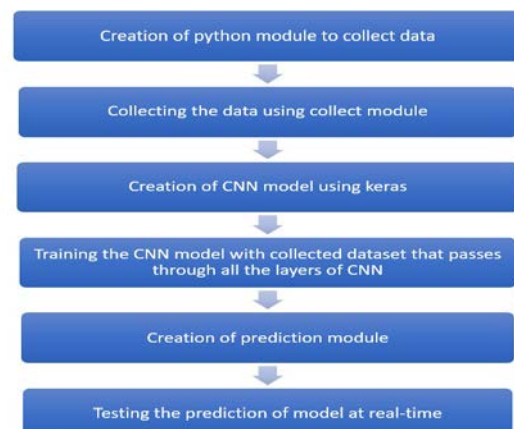 Creation of python module to collect data
Collecting the data using collect module
Creation of CNN model using keras
Training the CNN model with collected dataset that passes
through all the layers of CNN
Creation of prediction module
Testing the prediction of model at real-time